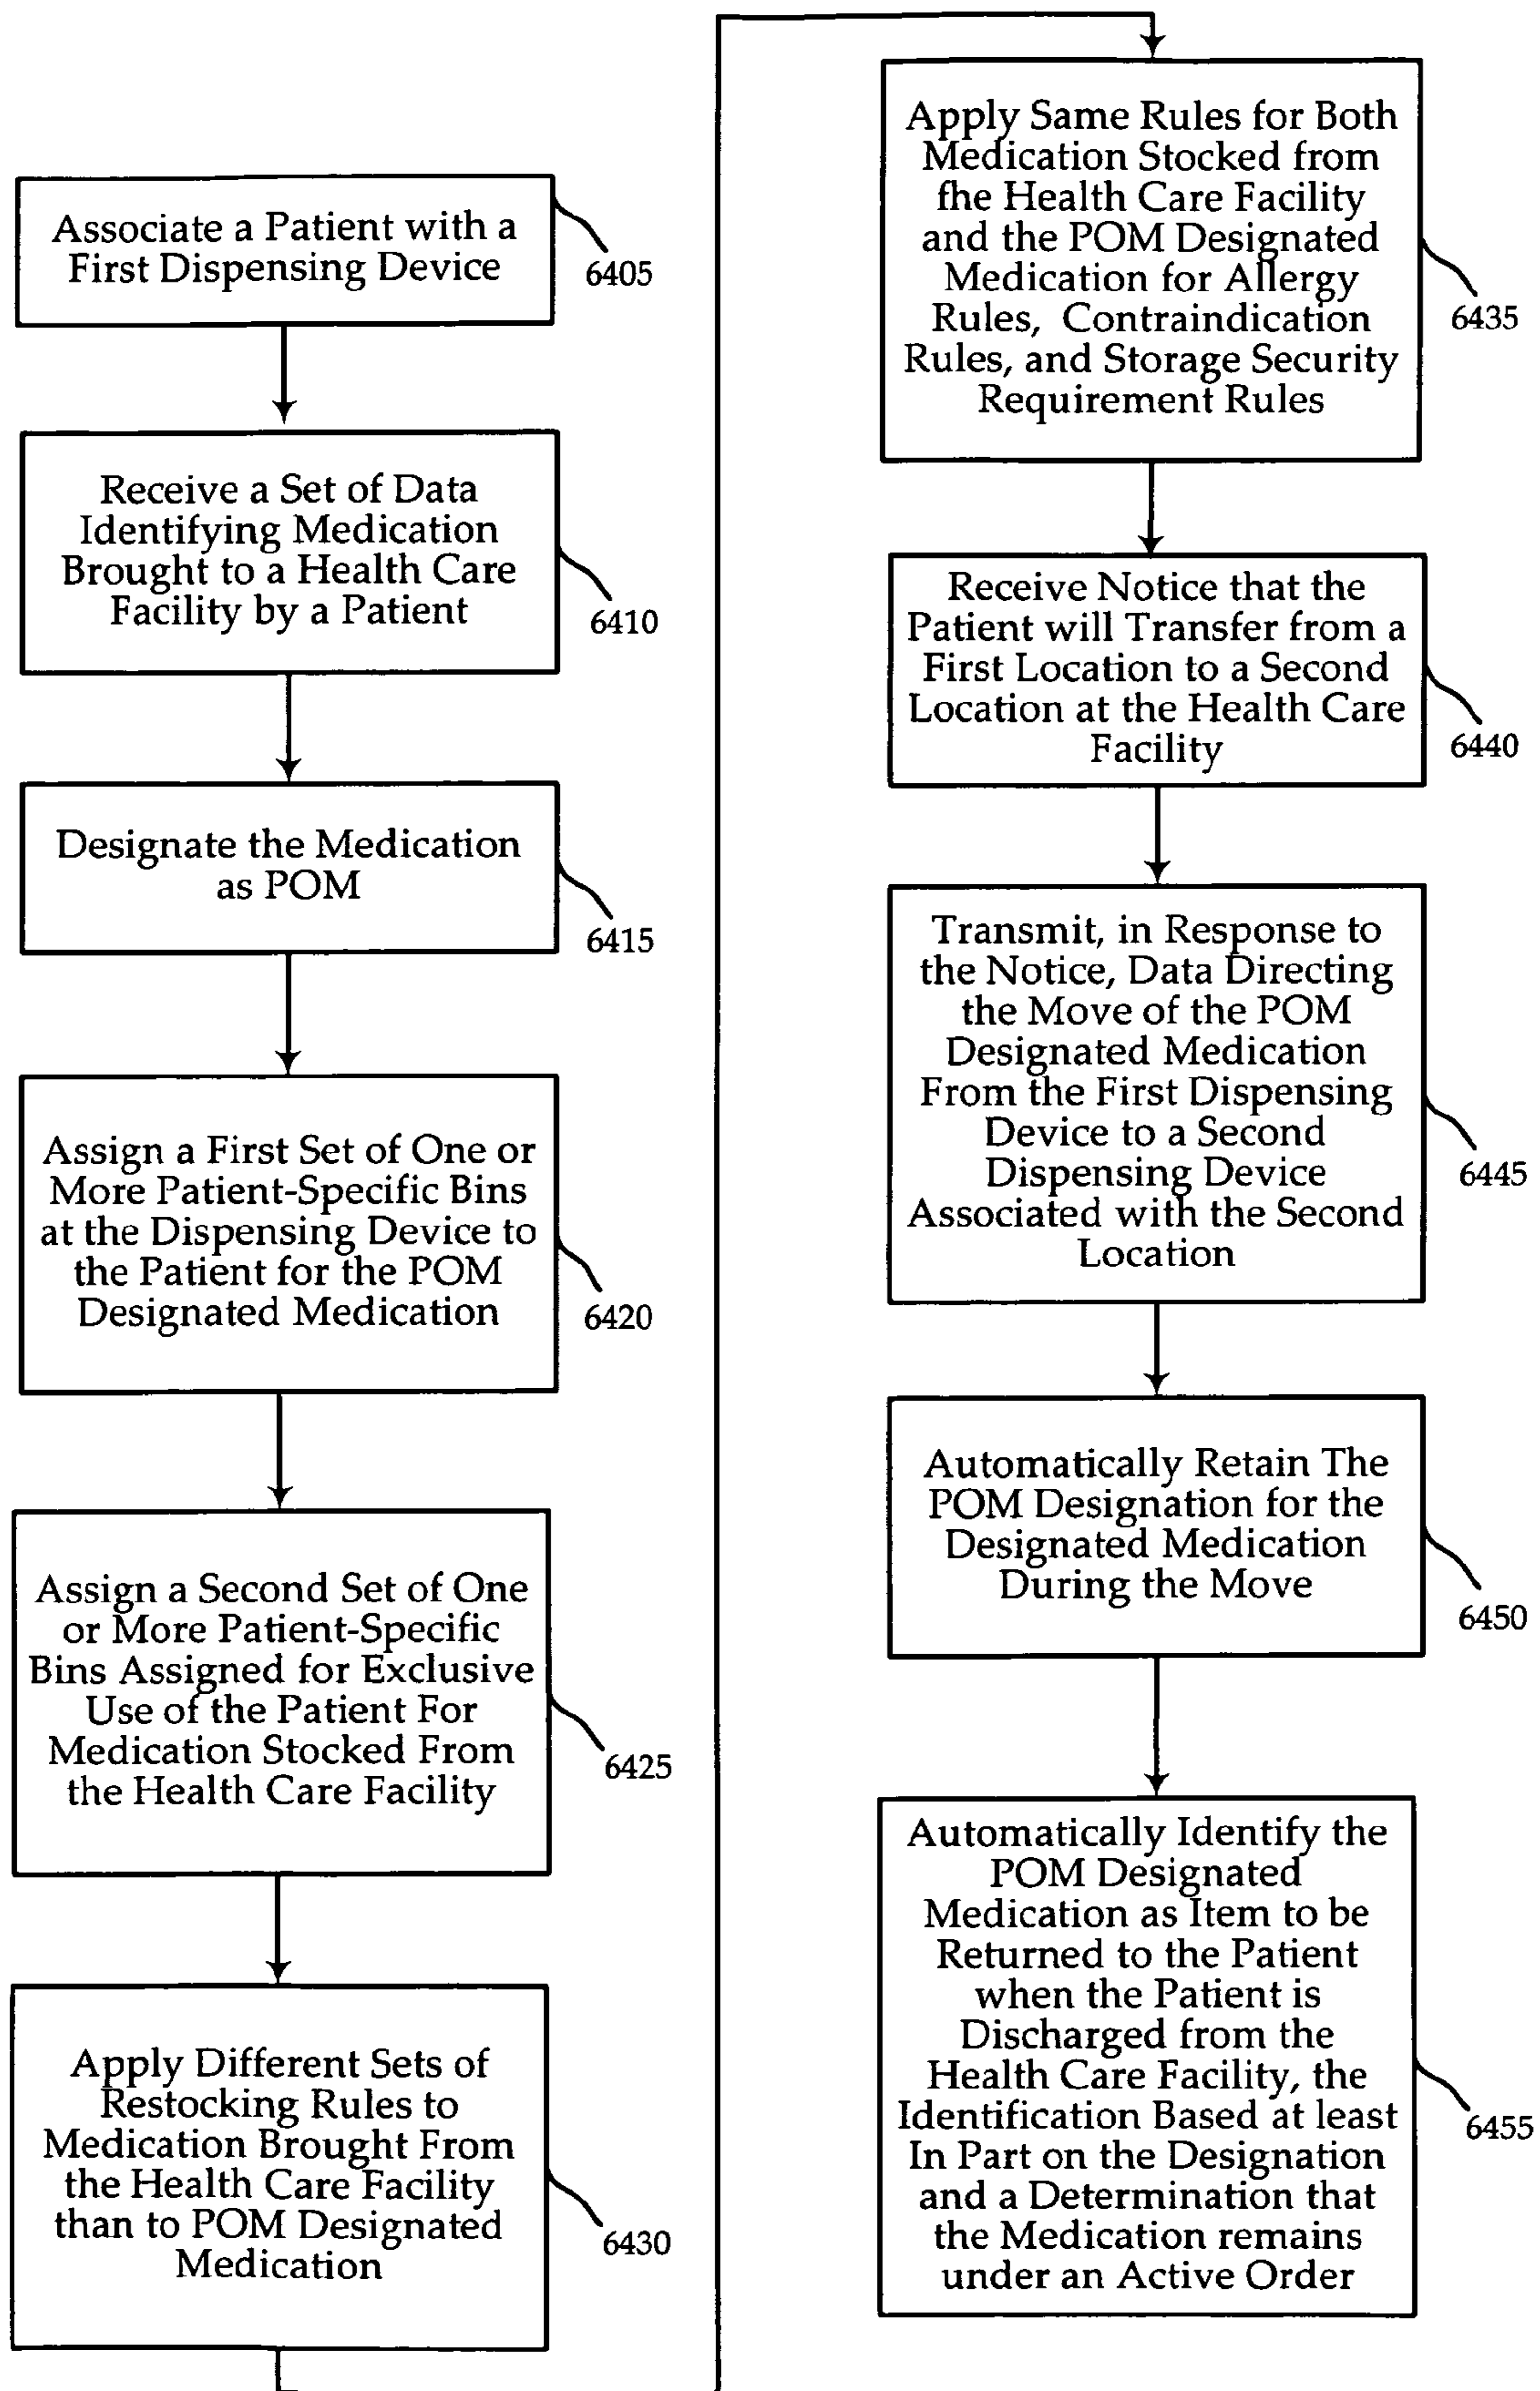 Associate a Patient with a
First Dispensing Device
6405
Receive a Set of Data
Identifying Medication
Brought to a Health Care
Facility by a Patient
6410
Designate the Medication
as POM
6415
Assign a First Set of One or
More Patient-Specific Bins
at the Dispensing Device to
the Patient for the POM
Designated Medication
6420
Assign a Second Set of One
or More Patient-Specific
Bins Assigned for Exclusive
Use of the Patient For
Medication Stocked From
the Health Care Facility
6425
Apply Different Sets of
Restocking Rules to
Medication Brought From
the Health Care Facility
than to POM Designated
Medication
6430
Apply Same Rules for Both
Medication Stocked from
fhe Health Care Facility
and the POM Designated
Medication for Allergy
Rules, Contraindication
Rules, and Storage Security
Requirement Rules
6435
Receive Notice that the
Patient will Transfer from a
First Location to a Second
Location at the Health Care
Facility
6440
Transmit, in Response to
the Notice, Data Directing
the Move of the POM
Designated Medication
From the First Dispensing
Device to a Second
Dispensing Device
Associated with the Second
Location
6445
Automatically Retain The
POM Designation for the
Designated Medication
During the Move
6450
Automatically Identify the
POM Designated
Medication as Item to be
Returned to the Patient
when the Patient is
Discharged from the
Health Care Facility, the
Identification Based at least
In Part on the Designation
and a Determination that
the Medication remains
under an Active Order
6455